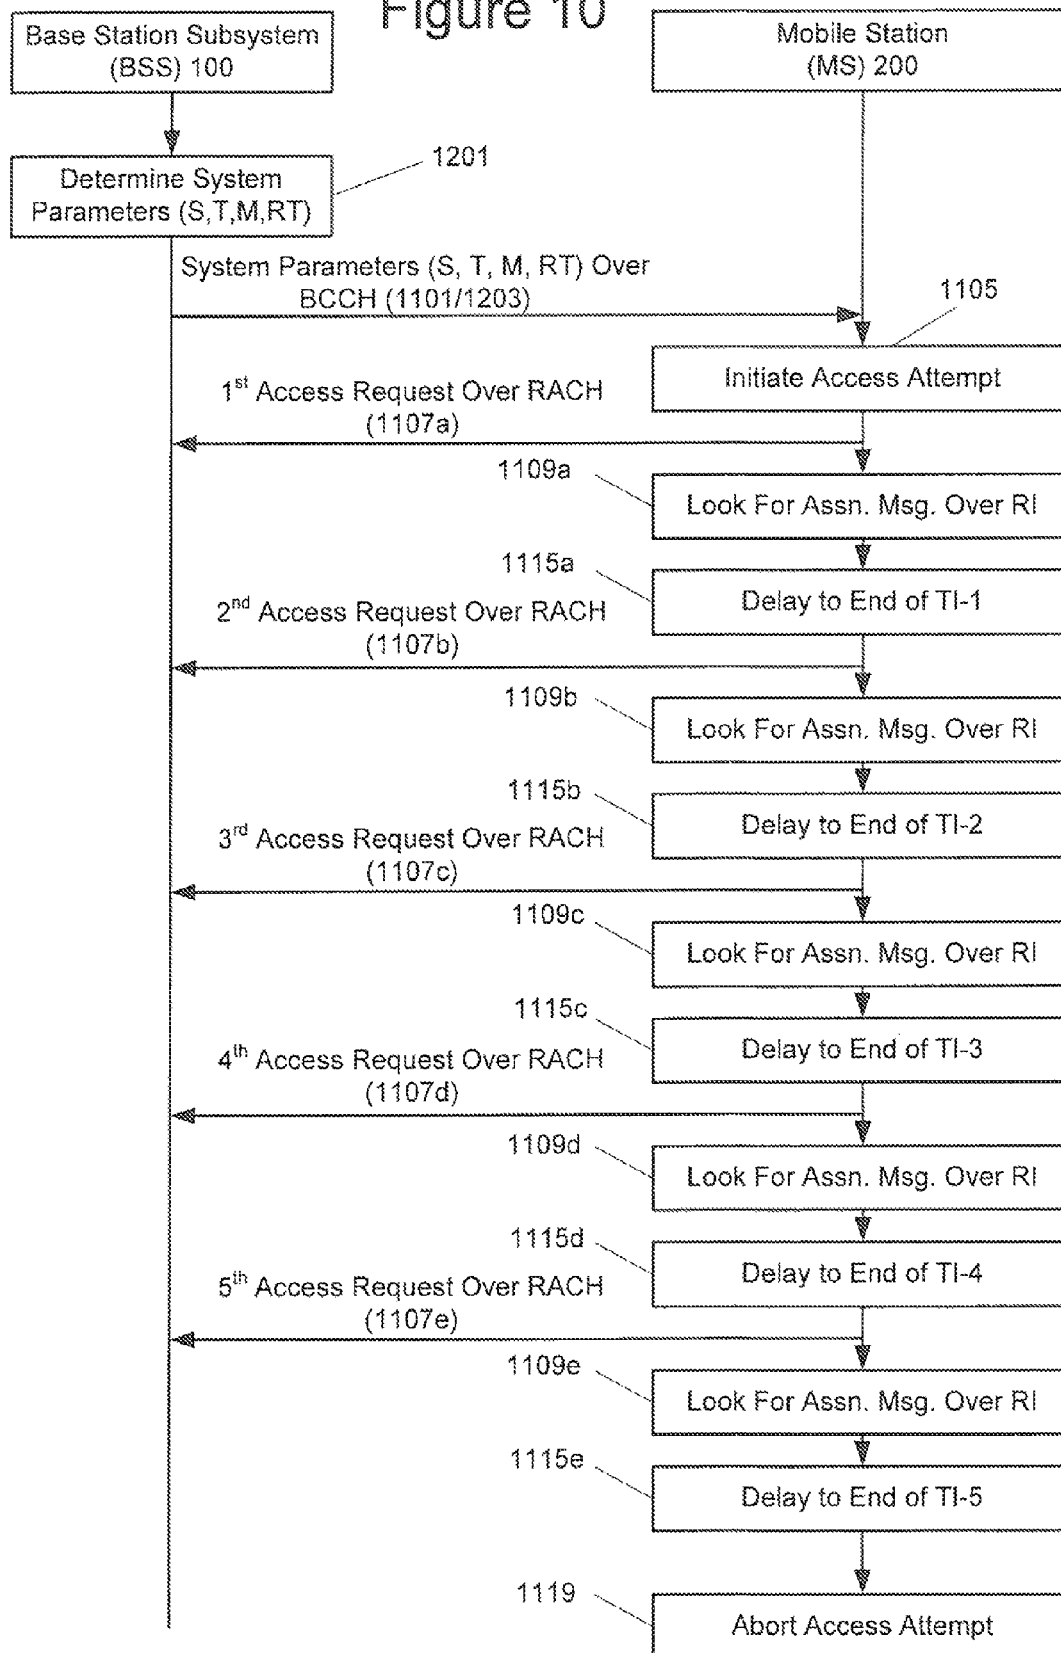 Figure 10
Base Station Subsystem
(BSS) 100
Mobile Station
(MS) 200
1201
Determine System
Parameters (S,T,M,RT)
System Parameters (S, T, M, RT) Over
BCCH (1101/1203)
1105
Initiate Access Attempt
1st Access Request Over RACH
(1107a)
1109a
Look For Assn. Msg. Over RI
1115a
Delay to End of TI-1
2nd Access Request Over RACH
(1107b)
1109b
Look For Assn. Msg. Over RI
1115b
Delay to End of TI-2
3rd Access Request Over RACH
(1107c)
1109c
Look For Assn. Msg. Over RI
1115c
Delay to End of TI-3
4th Access Request Over RACH
(1107d)
1109d
Look For Assn. Msg. Over RI
1115d
Delay to End of TI-4
5th Access Request Over RACH
(1107e)
1109e
Look For Assn. Msg. Over RI
1115e
Delay to End of TI-5
1119
Abort Access Attempt